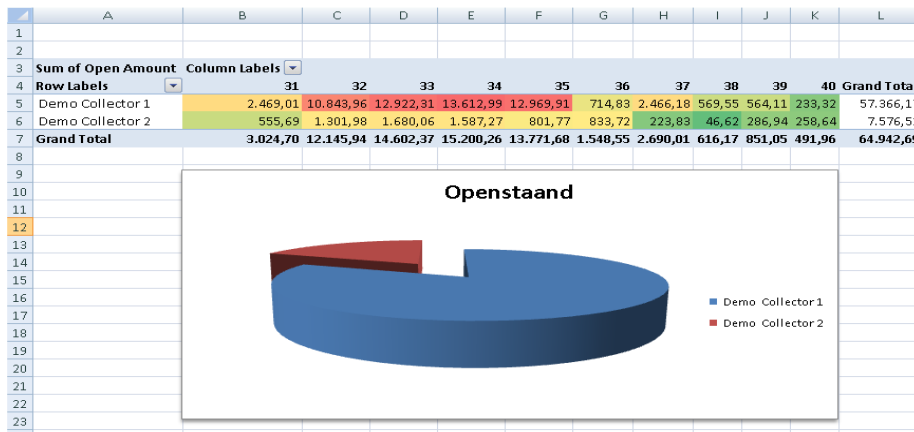 A B C D E F G H I J K L
1
2
3 Sum of Open Amount Column Labels
4 Row Labels 31 32 33 34 35 36 37 38 39 40 Grand Tota
5 Demo Collector 1 2.469,01 10.843,96 12.922,31 13.612,99 12.969,91 714,83 2.466,18 569,55 564,11 233,32 57.366,1
6 Demo Collector 2 555,69 1.301,98 1.680,06 1.587,27 801,77 833,72 223,83 46,62 286,94 258,64 7.576,5
7 Grand Total 3.024,70 12.145,94 14.602,37 15.200,26 13.771,68 1.548,55 2.690,01 616,17 851,05 491,96 64.942,69
8
9
10
11
12
13
14
15
16
17
18
19
20
21
22
23
Openstaand
Demo Collector 1
Demo Collector 2